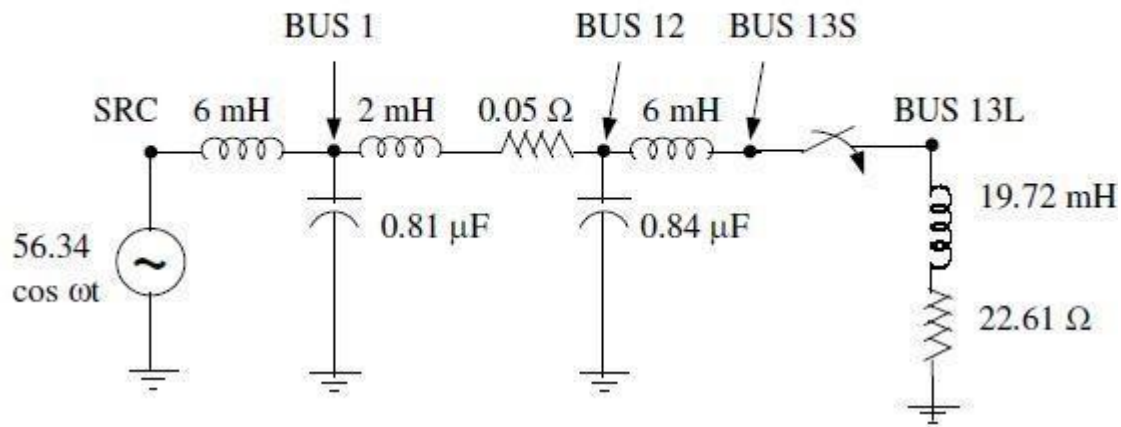 BUS 1
BUS 12
BUS 13S
SRC
6 mH
2 mH
0.05 Ω
6 mH
BUS 13L
56.34
cos ωt
~
0.81 μF
0.84 μF
19.72 mH
22.61 Ω